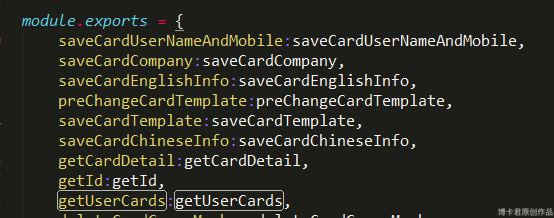 module.exports = {
saveCardUserNameAndMobile:saveCardUserNameAndMobile,
saveCardCompany:saveCardCompany,
saveCardEnglishInfo:saveCardEnglishInfo,
preChangeCardTemplate:preChangeCardTemplate,
saveCardTemplate:saveCardTemplate,
saveCardChineseInfo:saveCardChineseInfo,
getCardDetail:getCardDetail,
getId:getId,
getUserCards:getUserCards,
博卡君原创作品